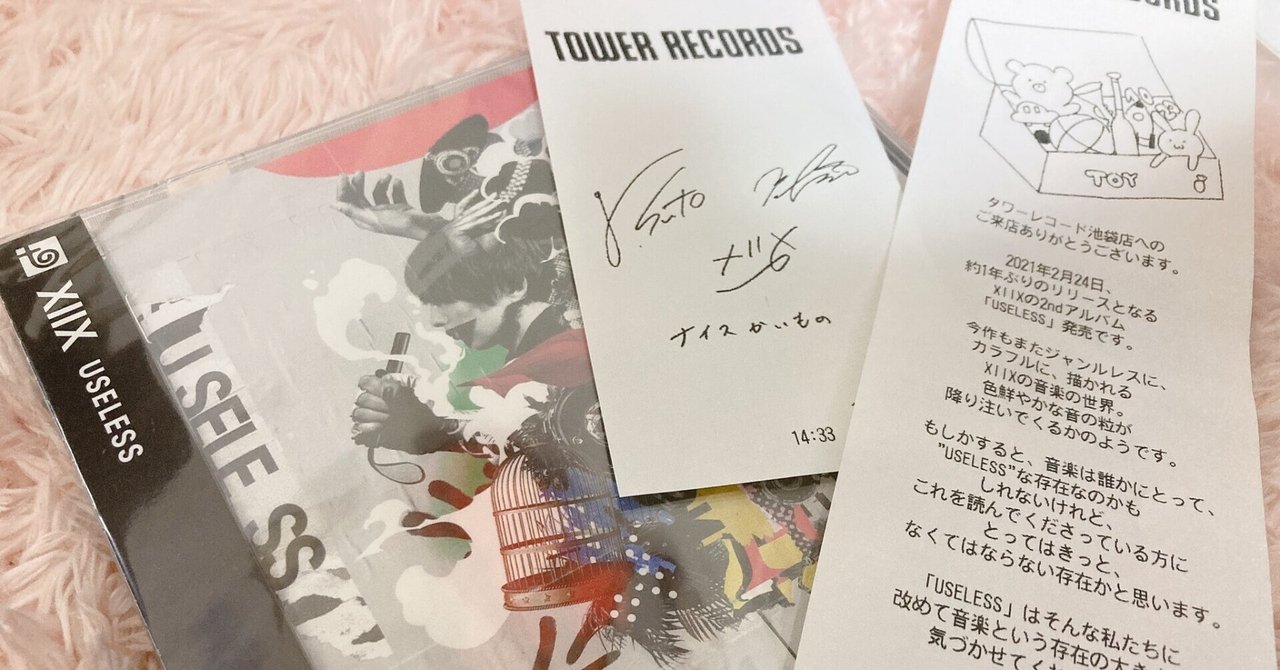 XIIX USELESS
USELESS
TOWER RECORDS
Suto
XIIX
ナイスかいもの
14:33
TOY
タワーレコード池袋店への
ご来店ありがとうございます。
2021年2月24日、
約1年ぶりのリリースとなる
XIIXの2ndアルバム
「USELESS」発売です。
今作もまたジャンルレスに、
カラフルに、描かれる
XIIXの音楽の世界。
色鮮やかな音の粒が
降り注いでくるかのようです。
もしかすると、音楽は誰かにとって、
"USELESS"な存在なのかも
しれないけれど、
これを読んでくださっている方に
とってはきっと、
なくてはならない存在かと思います。
「USELESS」はそんな私たちに
改めて音楽という存在の大き
気づかせてく